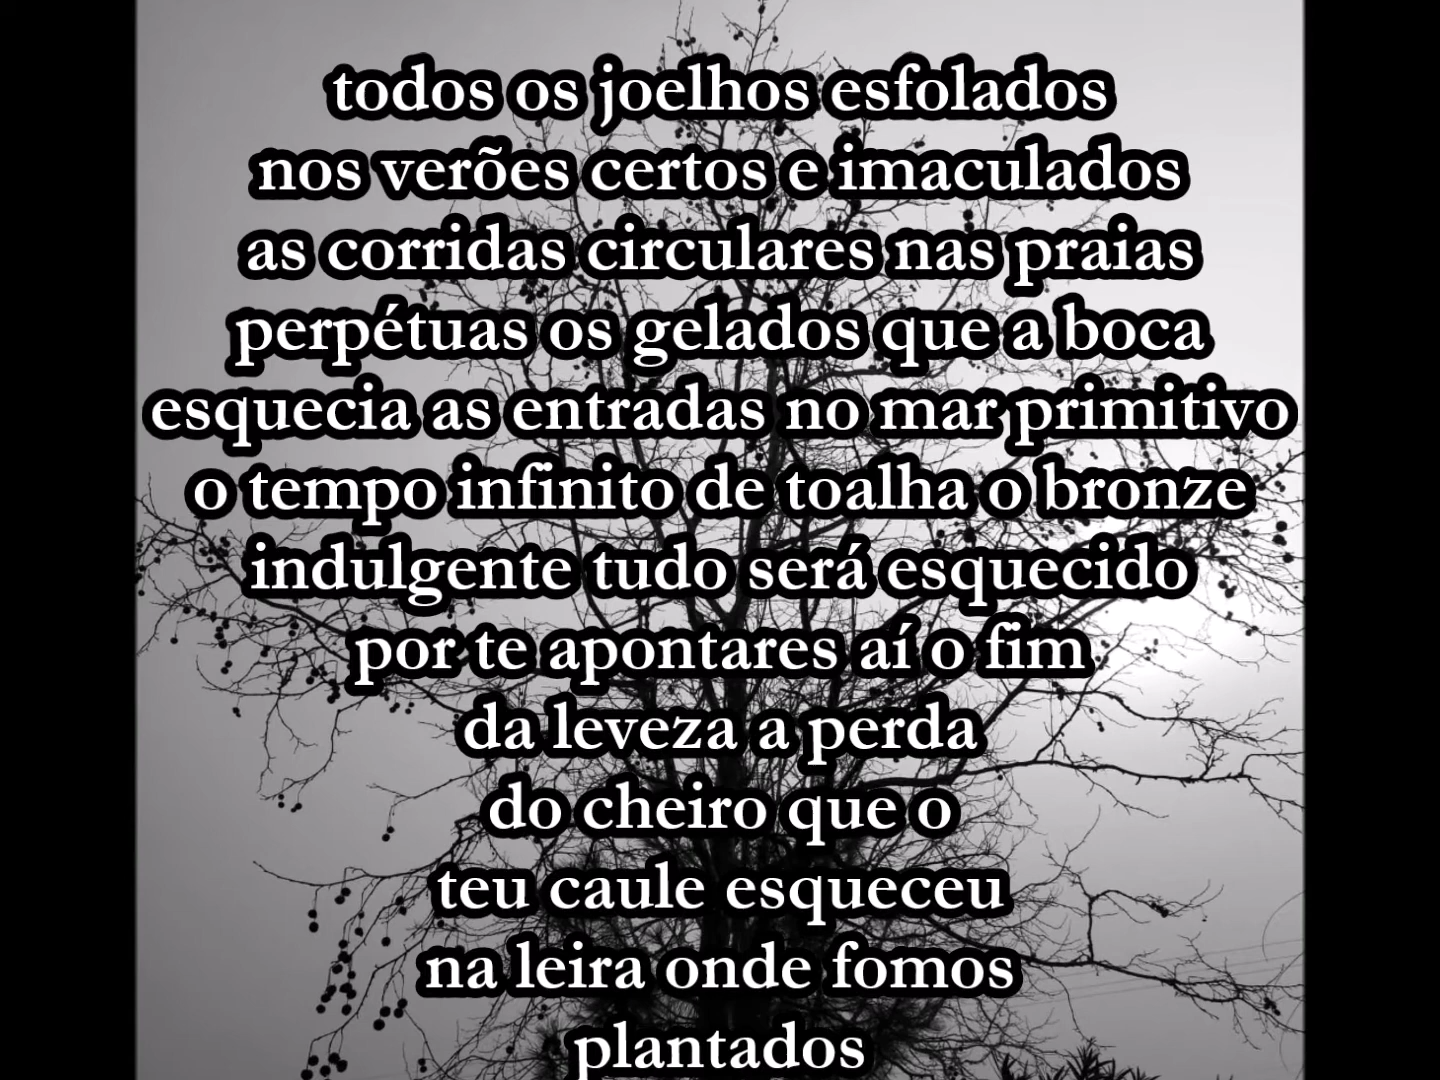 todos os joelhos esfolados
nos verões certos e imaculados
as corridas circulares nas praias
perpétuas os gelados que a boca
esquecia as entradas no mar primitivo
o tempo infinito de toalha o bronze
indulgente tudo será esquecido
por te apontares aí o fim
da leveza a perda
do cheiro que o
teu caule esqueceu
na leira onde fomos
plantados